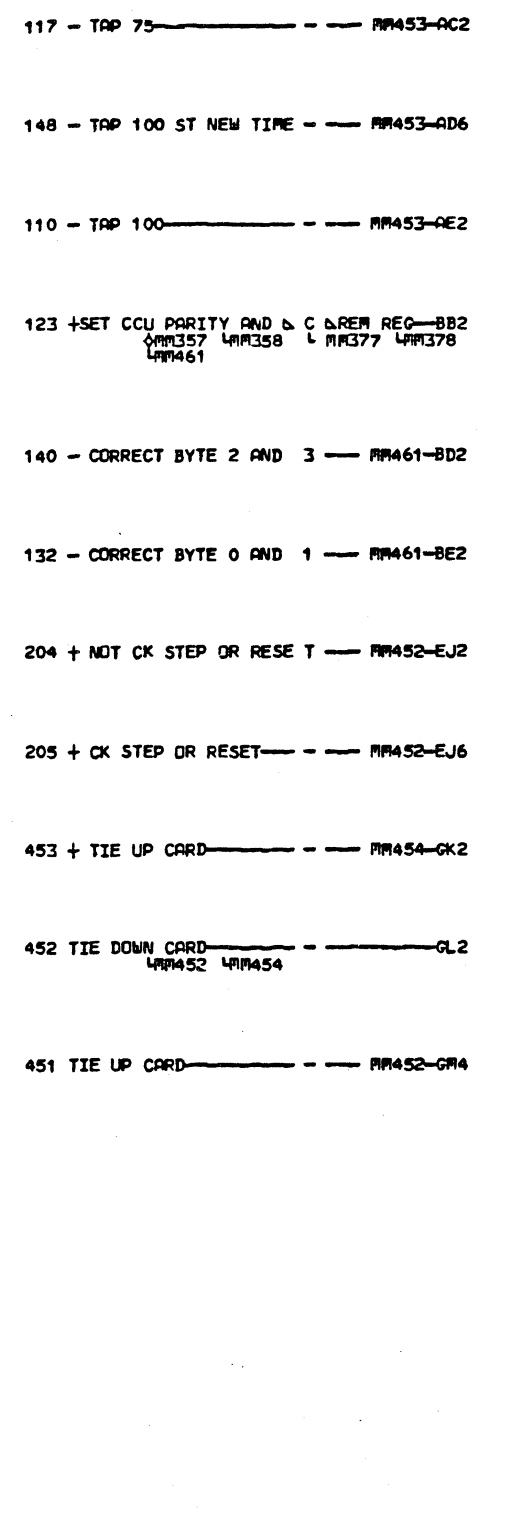 117 - TAP 75 - - MM453-AC2
148 - TAP 100 ST NEW TIME - - MM453-AD6
110 - TAP 100 - - MM453-AE2
123 +SET CCU PARITY AND C REM REG BB2
MM357 MM358 MM377 MM378
MM461
140 - CORRECT BYTE 2 AND 3 - MM461-BD2
132 - CORRECT BYTE 0 AND 1 - MM461-BE2
204 + NOT CK STEP OR RESE T - MM452-EJ2
205 + CK STEP OR RESET - - MM452-EJ6
453 + TIE UP CARD - - MM454-GK2
452 TIE DOWN CARD - GL2
MM452 MM454
451 TIE UP CARD - - MM452-GM4